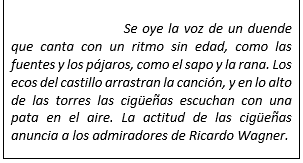 Se oye la voz de un duende
que canta con un ritmo sin edad, como las
fuentes y los pájaros, como el sapo y la rana. Los
ecos del castillo arrastran la canción, y en lo alto
de las torres las cigüeñas escuchan con una
pata en el aire. La actitud de las cigüeñas
anuncia a los admiradores de Ricardo Wagner.